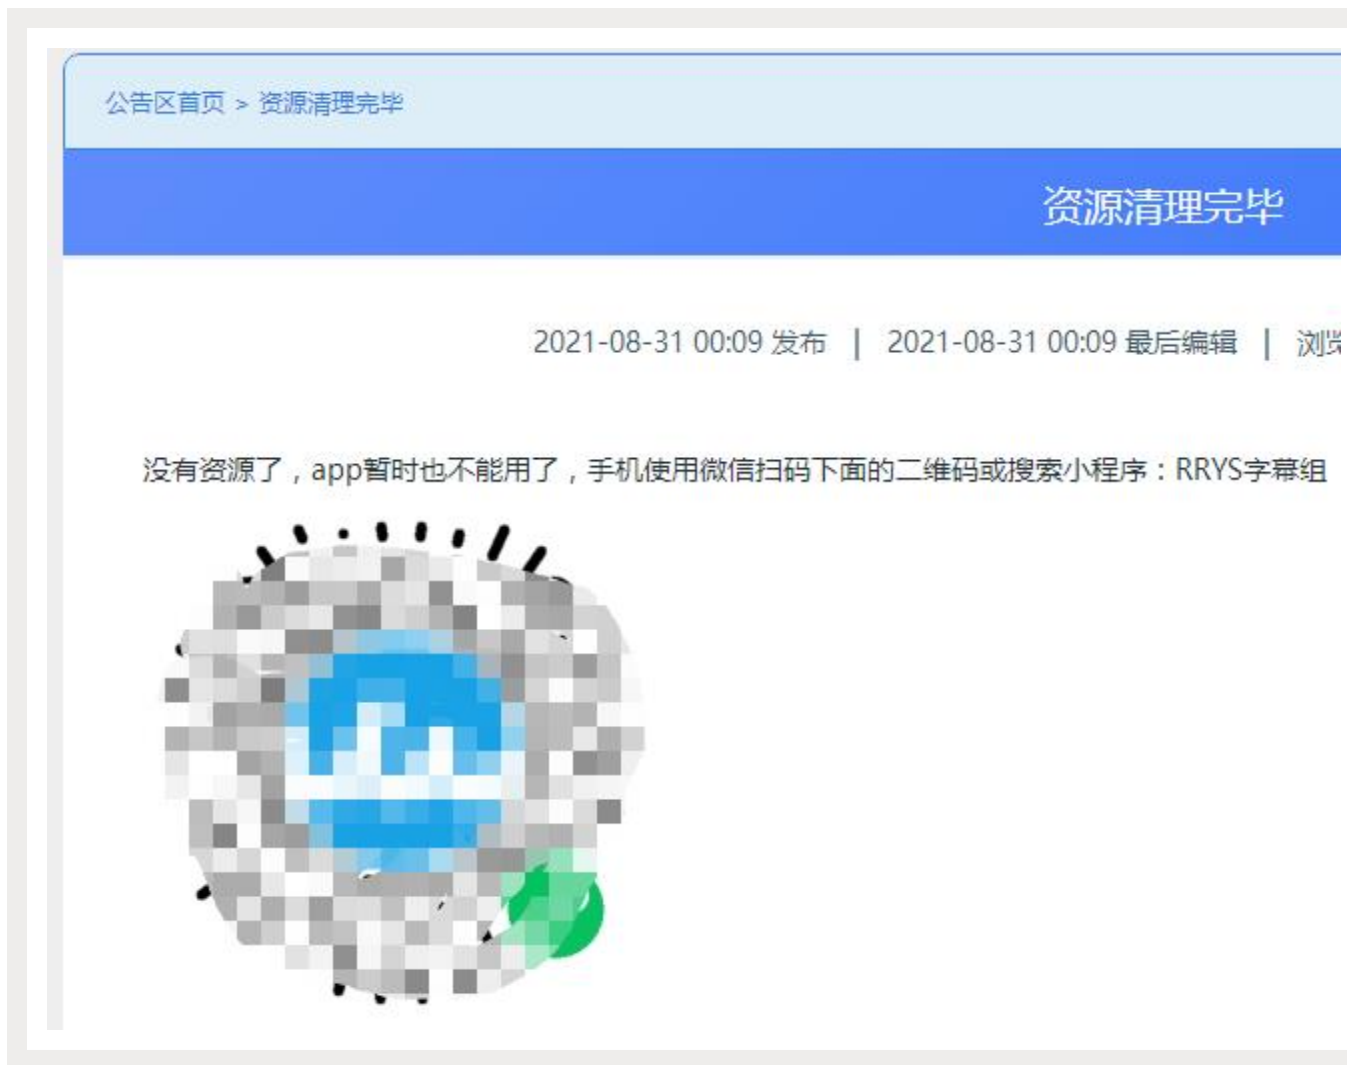 公告区首页 > 资源清理完毕
资源清理完毕
2021-08-31 00:09 发布 | 2021-08-31 00:09 最后编辑 | 浏览
没有资源了，app暂时也不能用了，手机使用微信扫码下面的二维码或搜索小程序：RRYS字幕组